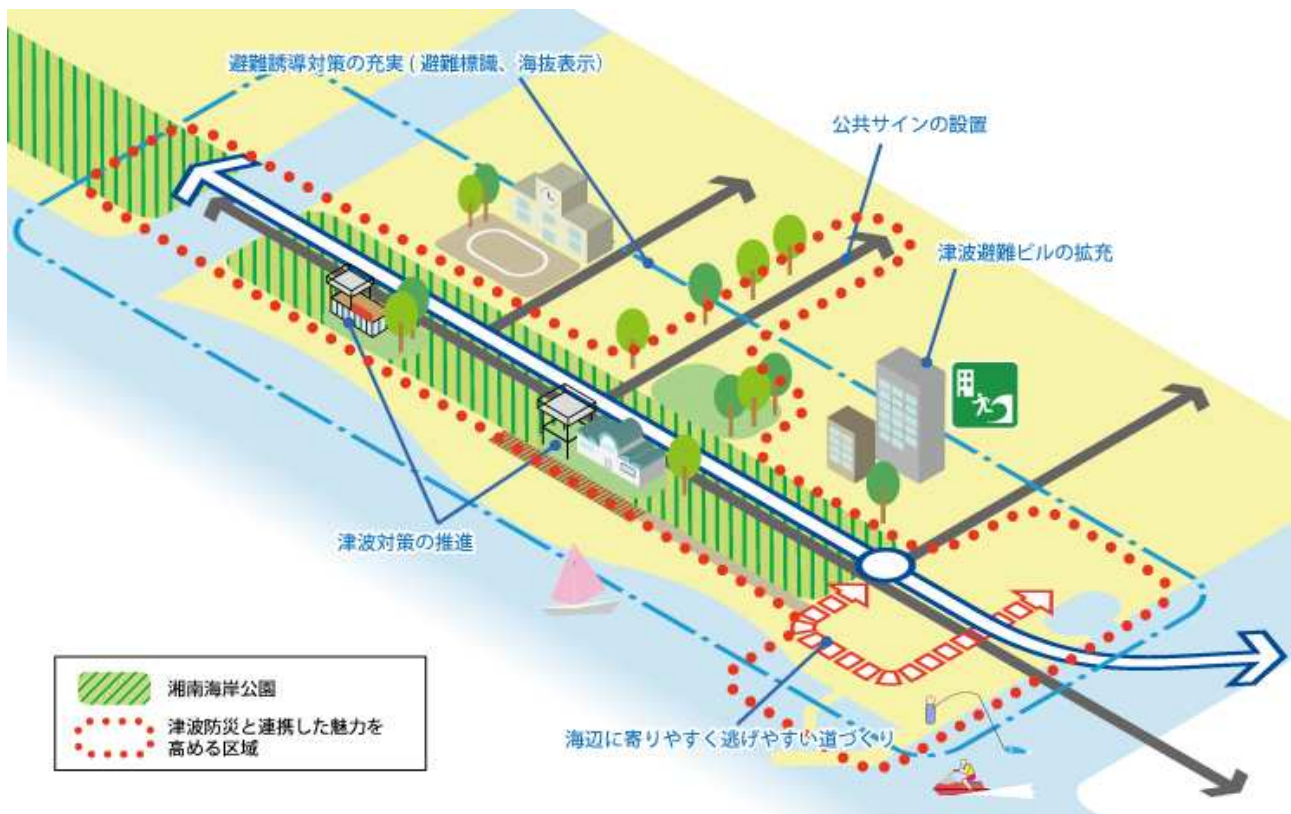 避難誘導対策の充実(避難標識、海抜表示)
公共サインの設置
津波避難ビルの拡充
津波対策の推進
海辺に寄りやすく逃げやすい道づくり
湘南海岸公園
津波防災と連携した魅力を
高める区域